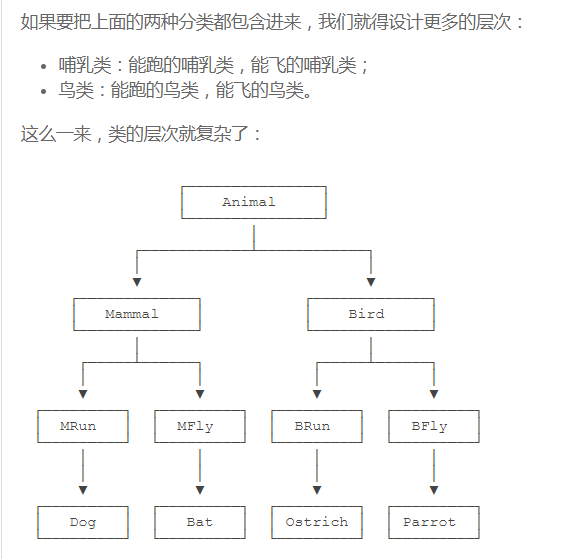 如果要把上面的两种分类都包含进来，我们就得设计更多的层次：
哺乳类：能跑的哺乳类，能飞的哺乳类；
鸟类：能跑的鸟类，能飞的鸟类。
这么一来，类的层次就复杂了：
Animal
Mammal Bird
MRun MFly BRun BFly
Dog Bat Ostrich Parrot